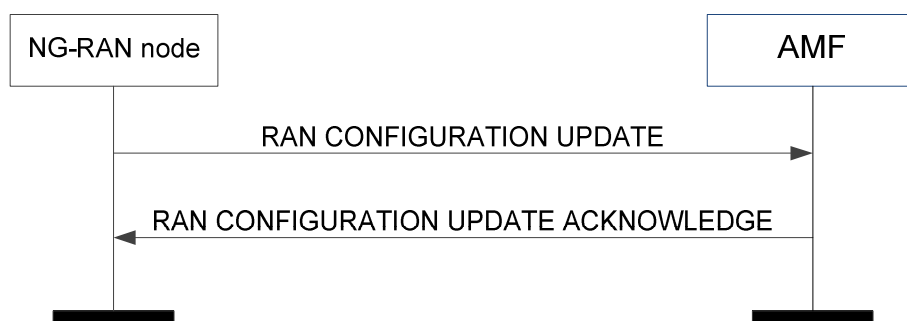 NG-RAN node
AMF
RAN CONFIGURATION UPDATE
RAN CONFIGURATION UPDATE ACKNOWLEDGE